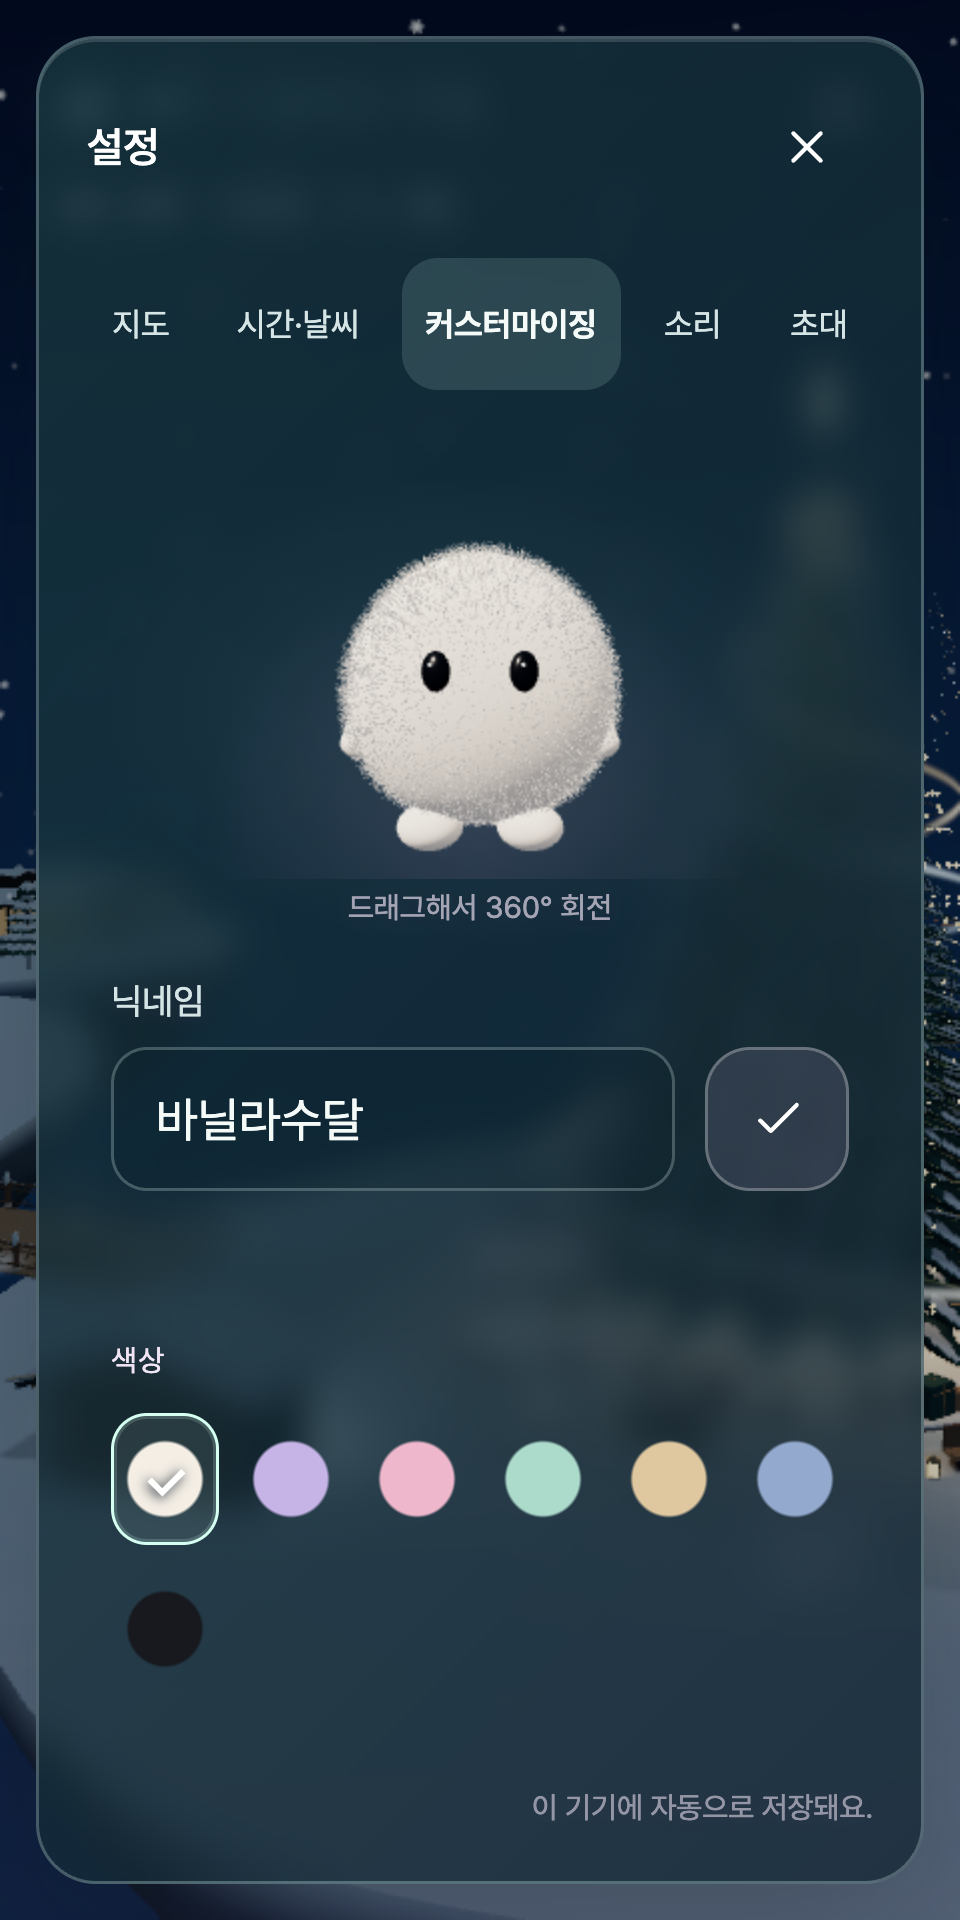 설정
지도 시간·날씨 커스터마이징 소리 초대
드래그해서 360° 회전
닉네임
바닐라수달
색상
이 기기에 자동으로 저장돼요.